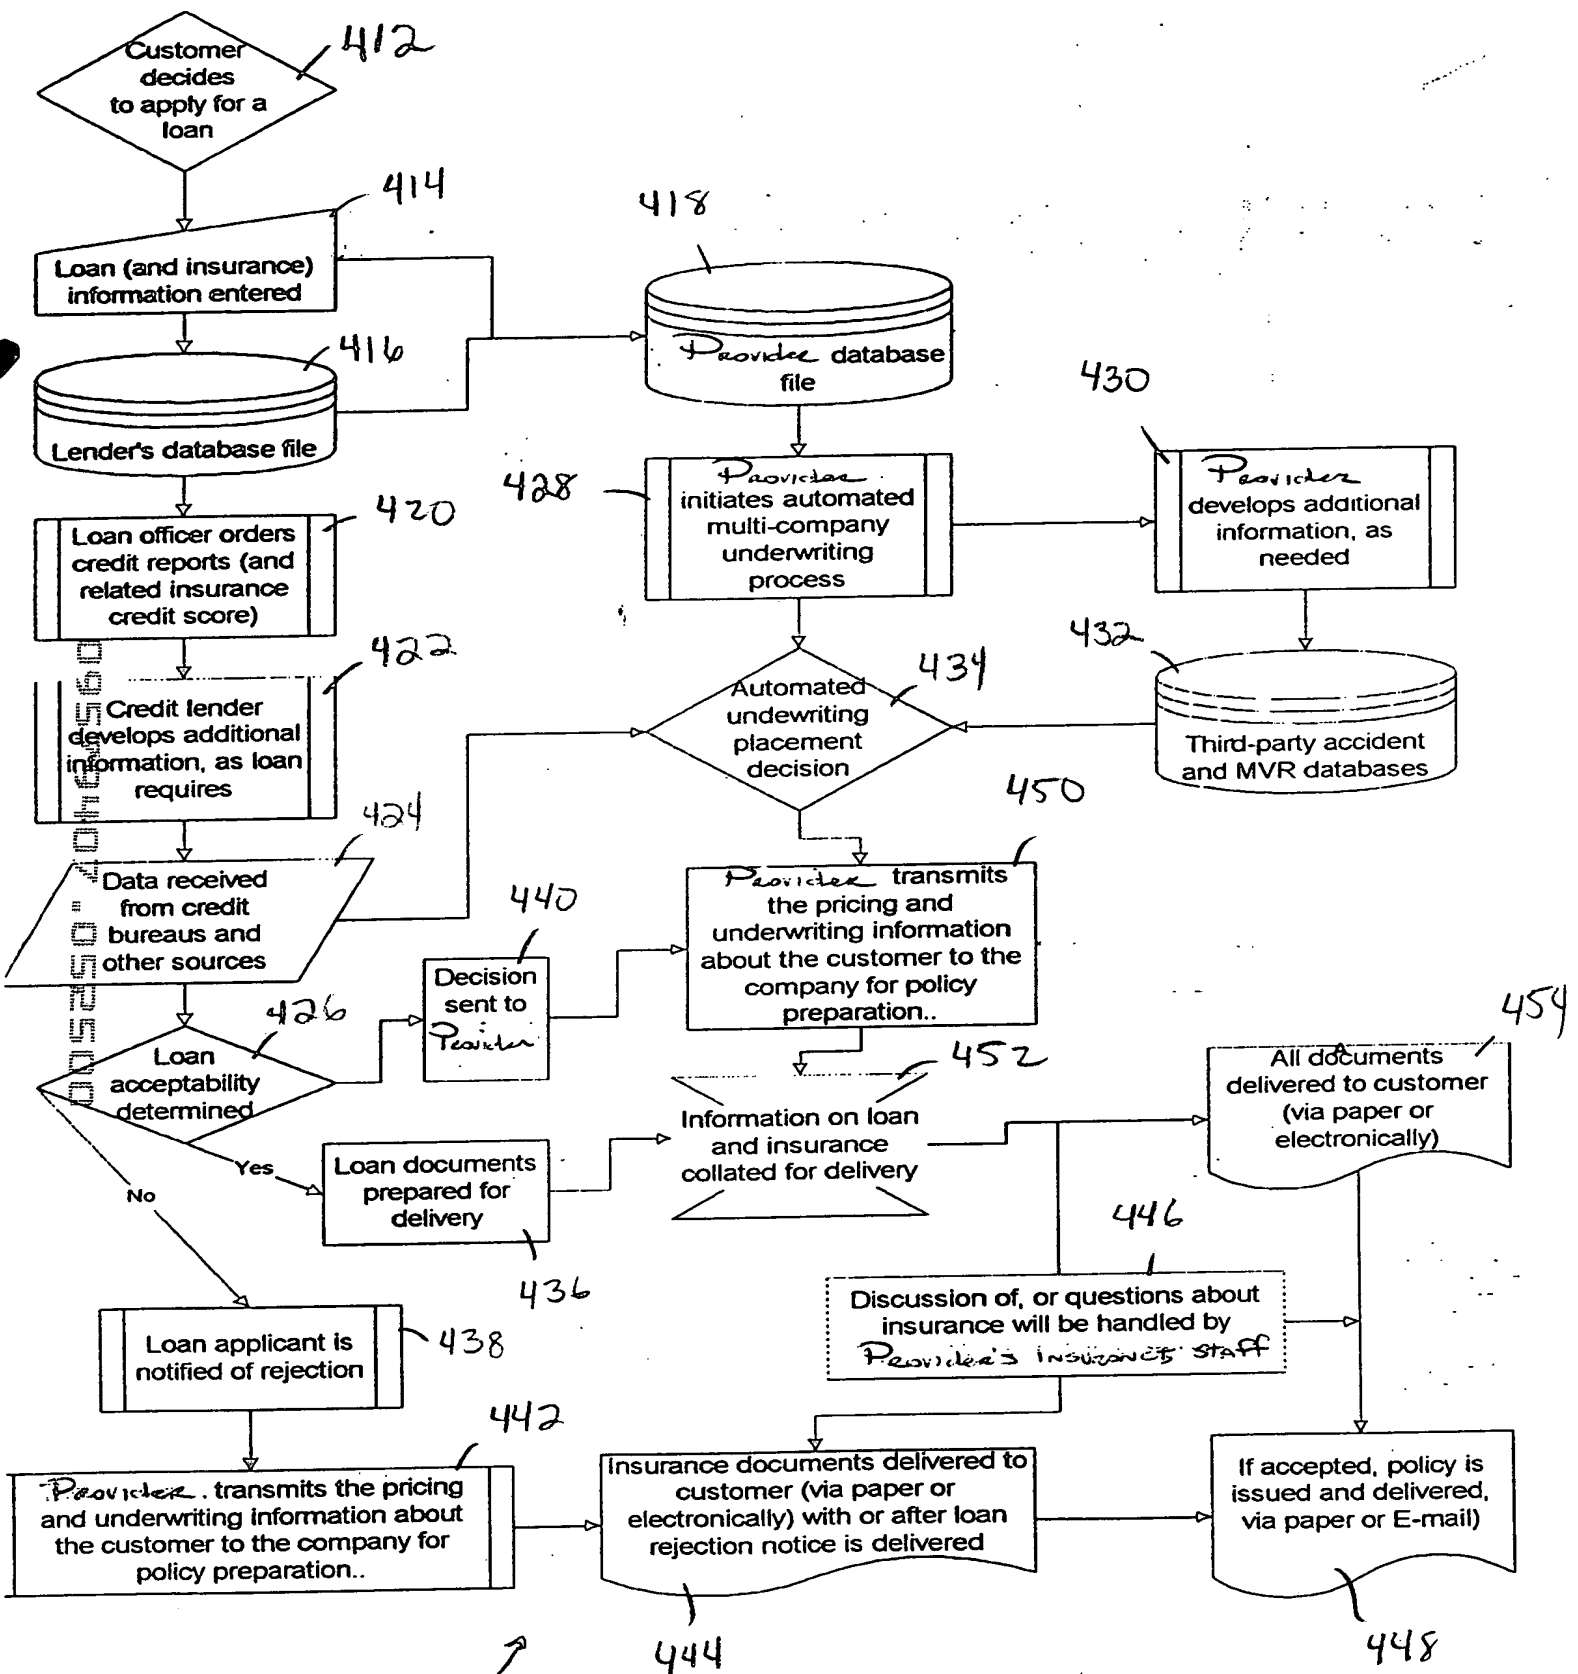 Customer
decides
to apply for a
loan
412
414
Loan (and insurance)
information entered
416
Lender's database file
418
Provider database
file
420
Loan officer orders
credit reports (and
related insurance
credit score)
422
Credit lender
develops additional
information, as loan
requires
424
Data received
from credit
bureaus and
other sources
426
Loan
acceptability
determined
428
Provider
initiates automated
multi-company
underwriting
process
430
Provider
develops additional
information, as
needed
432
Third-party accident
and MVR databases
434
Automated
undewriting
placement
decision
440
Decision
sent to
Provider
450
Provider transmits
the pricing and
underwriting information
about the customer to the
company for policy
preparation..
452
Information on loan
and insurance
collated for delivery
454
All documents
delivered to customer
(via paper or
electronically)
Yes
No
Loan documents
prepared for
delivery
436
446
Discussion of, or questions about
insurance will be handled by
Provider's insurance staff
Loan applicant is
notified of rejection
438
442
Provider. transmits the pricing
and underwriting information about
the customer to the company for
policy preparation..
Insurance documents delivered to
customer (via paper or
electronically) with or after loan
rejection notice is delivered
444
If accepted, policy is
issued and delivered,
via paper or E-mail)
448